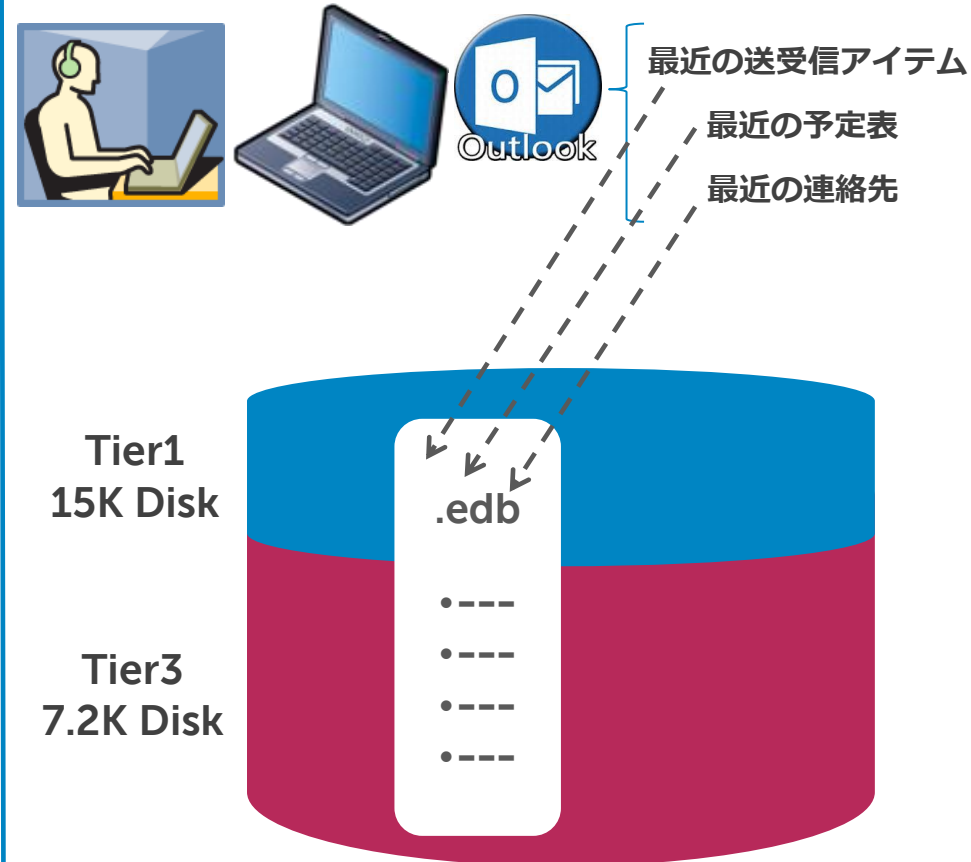 最近の送受信アイテム
最近の予定表
最近の連絡先
O
Outlook
Tier1
15K Disk
.edb
•---
•---
•---
•---
Tier3
7.2K Disk